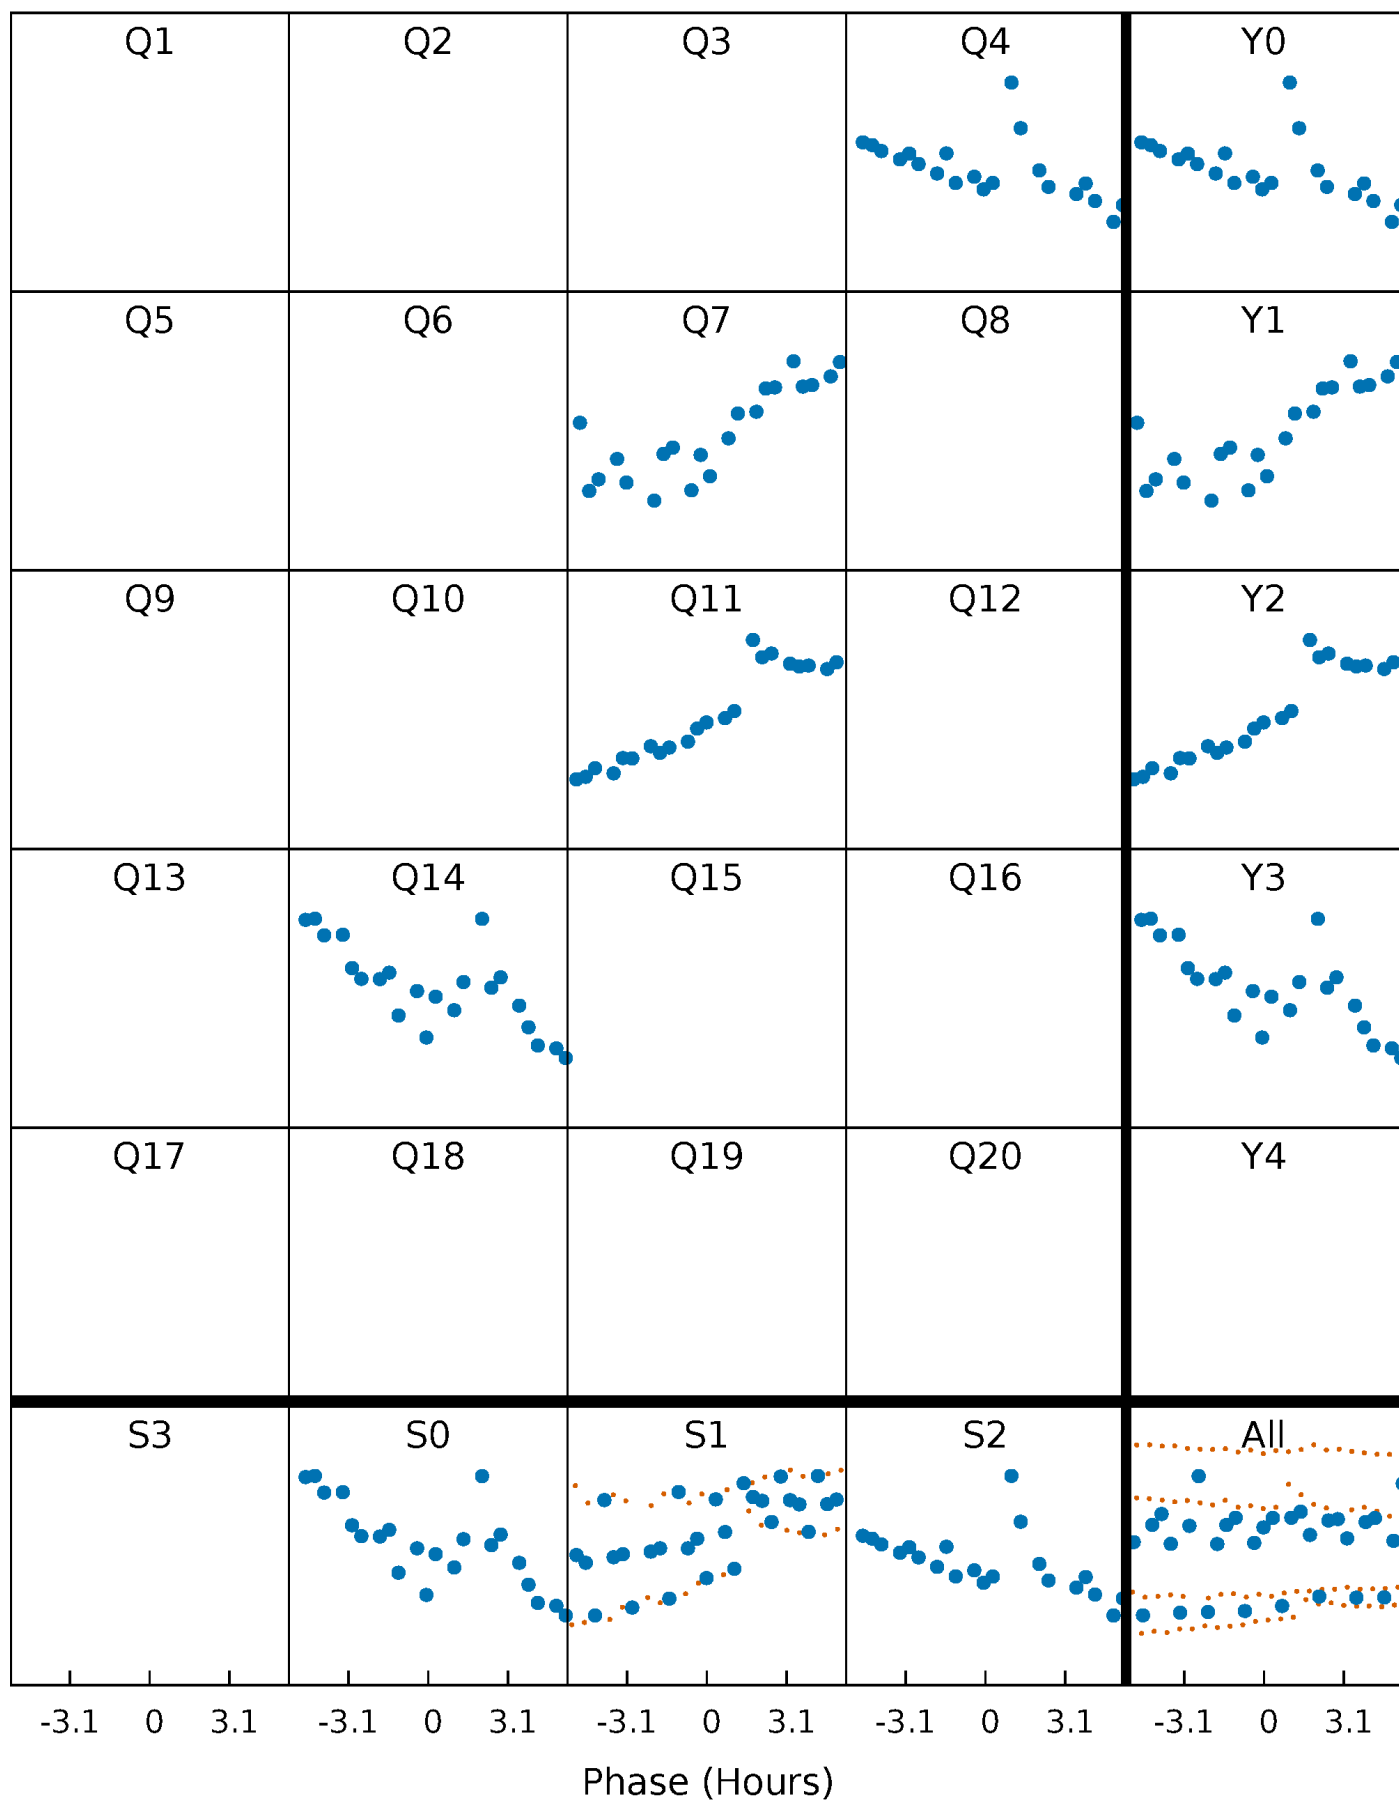 Q1 Q2 Q3 Q4 Y0
Q5 Q6 Q7 Q8 Y1
Q9 Q10 Q11 Q12 Y2
Q13 Q14 Q15 Q16 Y3
Q17 Q18 Q19 Q20 Y4
S3 S0 S1 S2 All
-3.1 0 3.1 -3.1 0 3.1 -3.1 0 3.1 -3.1 0 3.1 -3.1 0 3.1
Phase (Hours)